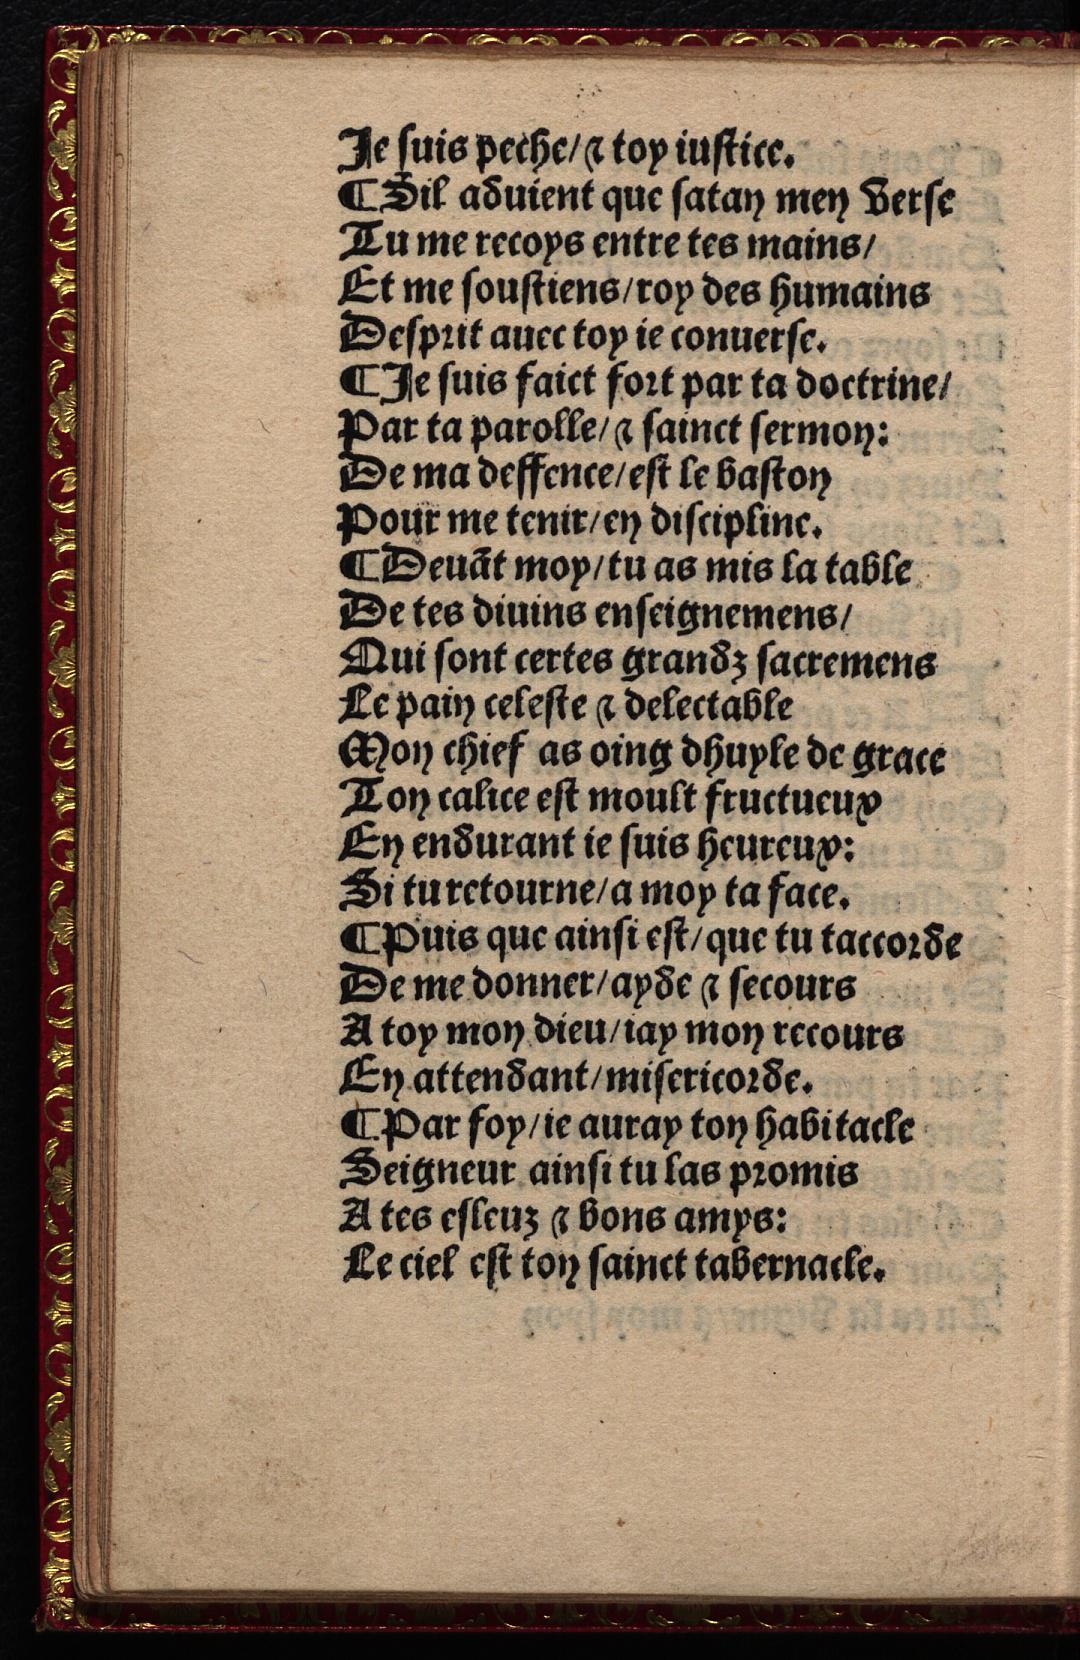 Je suis peche/ ⁊ toy iustice.
¶ Sil aduient que satan men verse
Tu me recoys entre tes mains/
Et me soustiens/ roy des humains
Desprit auec toy ie conuerse.
¶ Je suis faict fort par ta doctrine/
Par ta parolle/ ⁊ sainct sermon:
De ma deffence/ est le baston
Pour me tenir/ en discipline.
¶ Deuãt moy/ tu as mis la table
De tes diuins enseignemens/
Qui sont certes grandz sacremens
Le pain celeste ⁊ delectable
Mon chief as oing dhuyle de grace
Ton calice est moult fructueux
En endurant ie suis heureux:
Si tu retourne/ a moy ta face.
¶ Puis que ainsi est/ que tu taccorde
De me donner/ ayde ⁊ secours
A toy mon dieu/ iay mon recours
En attendant/ misericorde.
¶ Par foy/ ie auray ton habitacle
Seigneur ainsi tu las promis
A tes esleuz ⁊ bons amys:
Le ciel est ton sainct tabernacle.